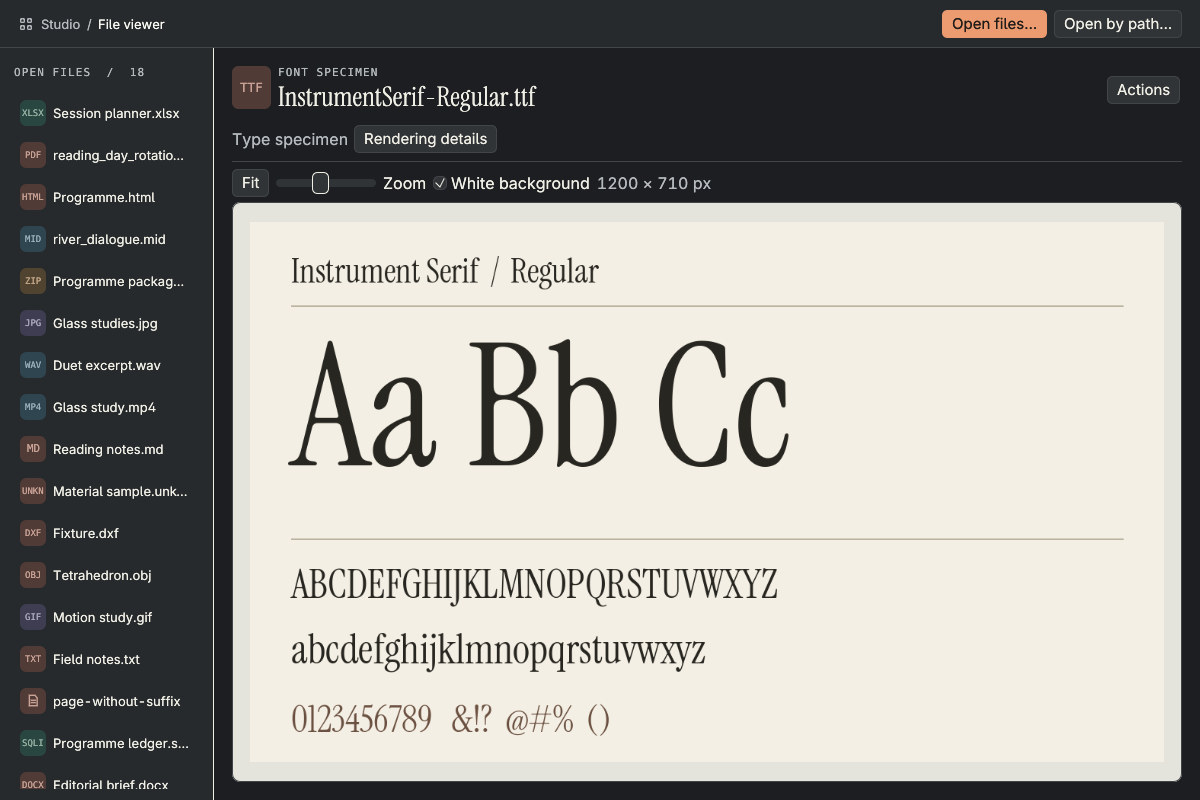 Studio / File viewer
Open files...
Open by path...
OPEN FILES / 18
XLSX Session planner.xlsx
PDF reading_day_rotatio...
HTML Programme.html
MID river_dialogue.mid
ZIP Programme packag...
JPG Glass studies.jpg
WAV Duet excerpt.wav
MP4 Glass study.mp4
MD Reading notes.md
UNKN Material sample.unk...
DXF Fixture.dxf
OBJ Tetrahedron.obj
GIF Motion study.gif
TXT Field notes.txt
page-without-suffix
SQLI Programme ledger.s...
DOCX Editorial brief.docx
TTF
FONT SPECIMEN
InstrumentSerif-Regular.ttf
Actions
Type specimen Rendering details
Fit Zoom White background 1200 × 710 px
Instrument Serif / Regular
Aa Bb Cc
ABCDEFGHIJKLMNOPQRSTUVWXYZ
abcdefghijklmnopqrstuvwxyz
0123456789 &!? @#% ()